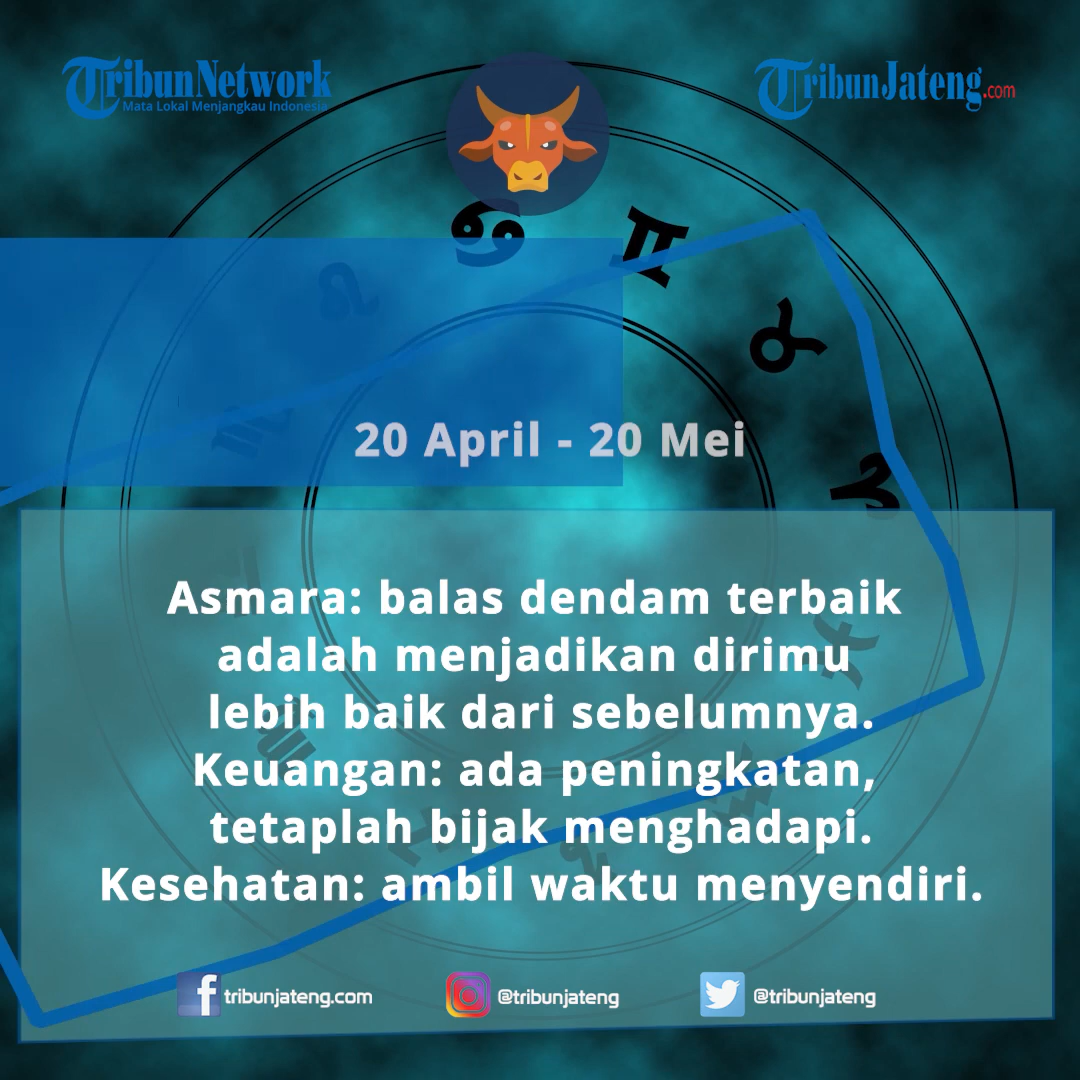 TribunNetwork
Mata Lokal Menjangkau Indonesia
TribunJateng.com
20 April - 20 Mei
Asmara: balas dendam terbaik
adalah menjadikan dirimu
lebih baik dari sebelumnya.
Keuangan: ada peningkatan,
tetaplah bijak menghadapi.
Kesehatan: ambil waktu menyendiri.
tribunjateng.com
@tribunjateng
@tribunjateng